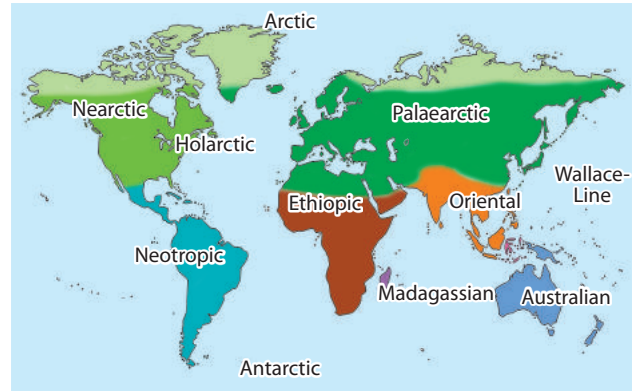 Arctic
Nearctic
Palaearctic
Holarctic
Wallace-
Line
Ethiopic
Oriental
Neotropic
Madagassian
Australian
Antarctic